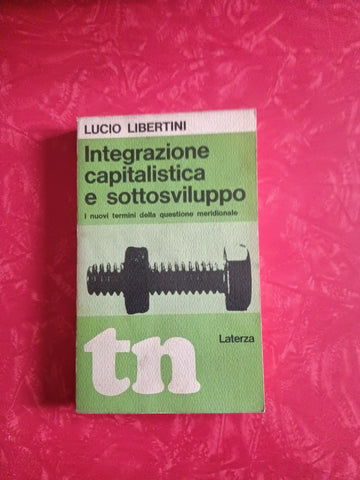 LUCIO LIBERTINI
Integrazione
capitalistica
e sottosviluppo
I nuovi termini della questione meridionale
Laterza
tn